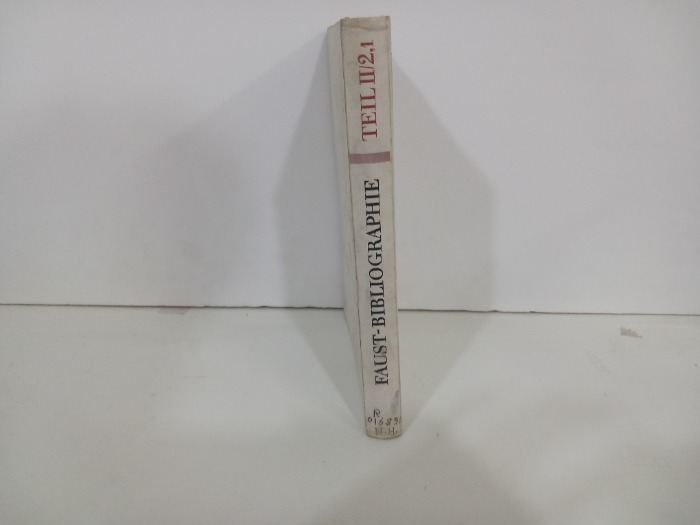 FAUST-BIBLIOGRAPHIE
TEIL II/2,1
R
H.H.